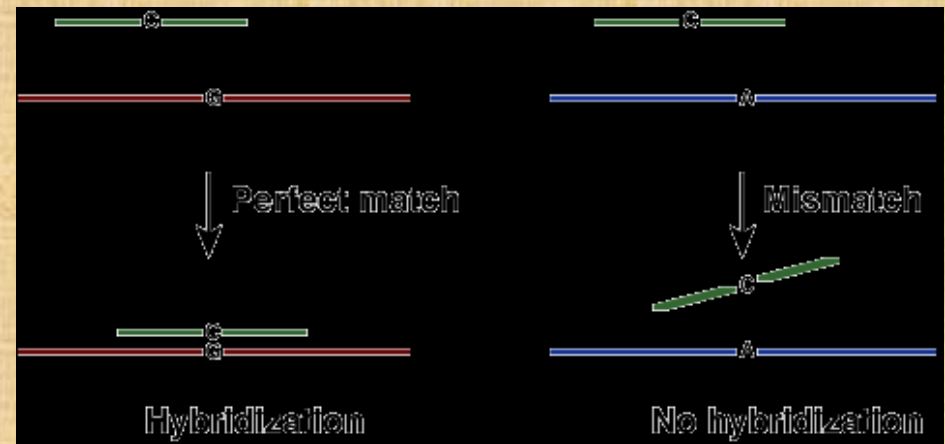 C C
G A
Perfect match Mismatch
C
C
G A
Hybridization No hybridization